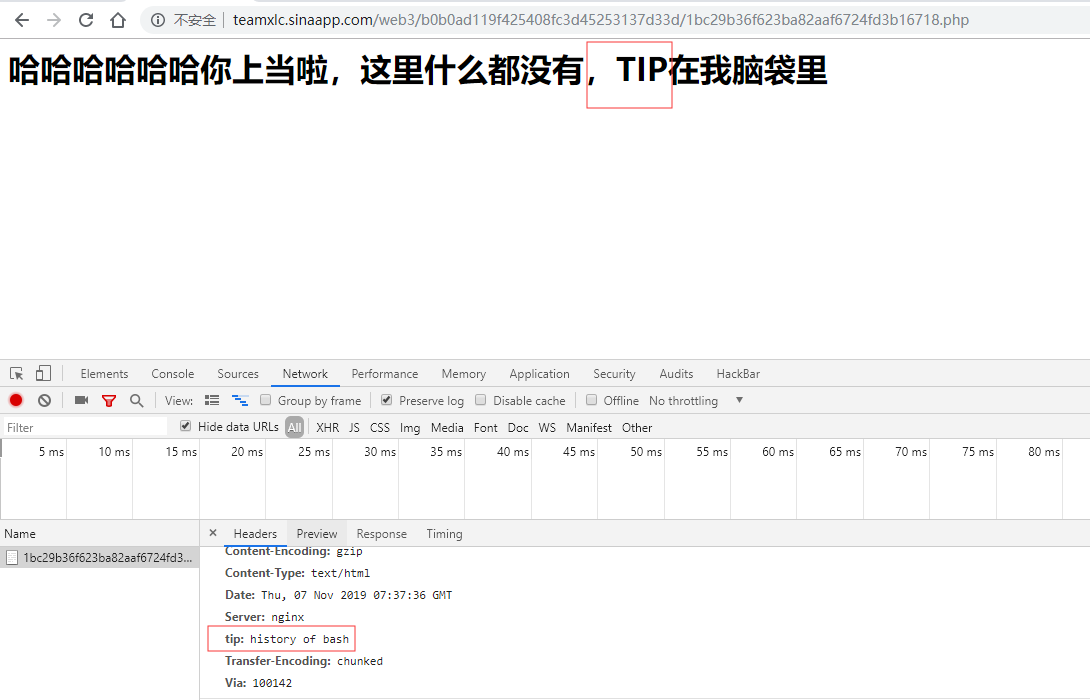 不安全 teamxlc.sinaapp.com/web3/b0b0ad119f425408fc3d45253137d33d/1bc29b36f623ba82aaf6724fd3b16718.php
哈哈哈哈哈哈你上当啦，这里什么都没有，TIP在我脑袋里
Elements Console Sources Network Performance Memory Application Security Audits HackBar
View: Group by frame Preserve log Disable cache Offline No throttling
Filter Hide data URLs All XHR JS CSS Img Media Font Doc WS Manifest Other
5 ms 10 ms 15 ms 20 ms 25 ms 30 ms 35 ms 40 ms 45 ms 50 ms 55 ms 60 ms 65 ms 70 ms 75 ms 80 ms
Name × Headers Preview Response Timing
Content-Encoding: gzip
1bc29b36f623ba82aaf6724fd3...
Content-Type: text/html
Date: Thu, 07 Nov 2019 07:37:36 GMT
Server: nginx
tip: history of bash
Transfer-Encoding: chunked
Via: 100142